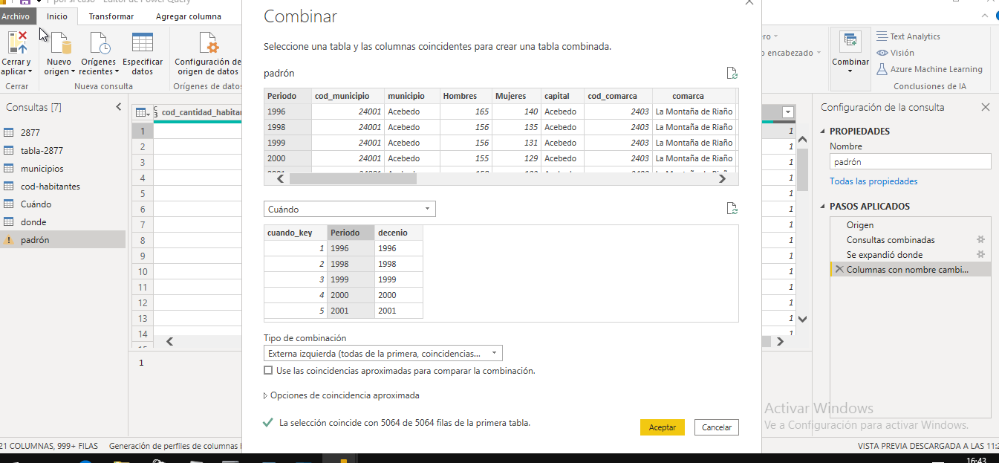 por si caso - Editor de Power Query
Archivo Inicio Transformar Agregar columna
Cerrar y aplicar
Nuevo origen
Orígenes recientes
Especificar datos
Configuración de origen de datos
Cerrar
Nueva consulta
Orígenes de datos
Combinar
Text Analytics
Visión
Azure Machine Learning
Conclusiones de IA
o encabezado
Consultas [7]
2877
tabla-2877
municipios
cod-habitantes
Cuándo
donde
padrón
cod_cantidad_habitan
1
2
3
4
5
6
7
8
9
10
11
12
13
14
1
Combinar
Seleccione una tabla y las columnas coincidentes para crear una tabla combinada.
padrón
Periodo cod_municipio municipio Hombres Mujeres capital cod_comarca comarca
1996 24001 Acebedo 165 140 Acebedo 2403 La Montaña de Riaño
1998 24001 Acebedo 156 135 Acebedo 2403 La Montaña de Riaño
1999 24001 Acebedo 156 131 Acebedo 2403 La Montaña de Riaño
2000 24001 Acebedo 155 129 Acebedo 2403 La Montaña de Riaño
Cuándo
cuando_key Periodo decenio
1 1996 1996
2 1998 1998
3 1999 1999
4 2000 2000
5 2001 2001
Tipo de combinación
Externa izquierda (todas de la primera, coincidencias...
Use las coincidencias aproximadas para comparar la combinación.
Opciones de coincidencia aproximada
La selección coincide con 5064 de 5064 filas de la primera tabla.
Aceptar Cancelar
1
1
1
1
1
1
1
1
1
1
1
1
1
1
Configuración de la consulta
PROPIEDADES
Nombre
padrón
Todas las propiedades
PASOS APLICADOS
Origen
Consultas combinadas
Se expandió donde
Columnas con nombre cambi...
Activar Windows
Ve a Configuración para activar Windows.
21 COLUMNAS, 999+ FILAS Generación de perfiles de columnas
VISTA PREVIA DESCARGADA A LAS 11:2
16:43